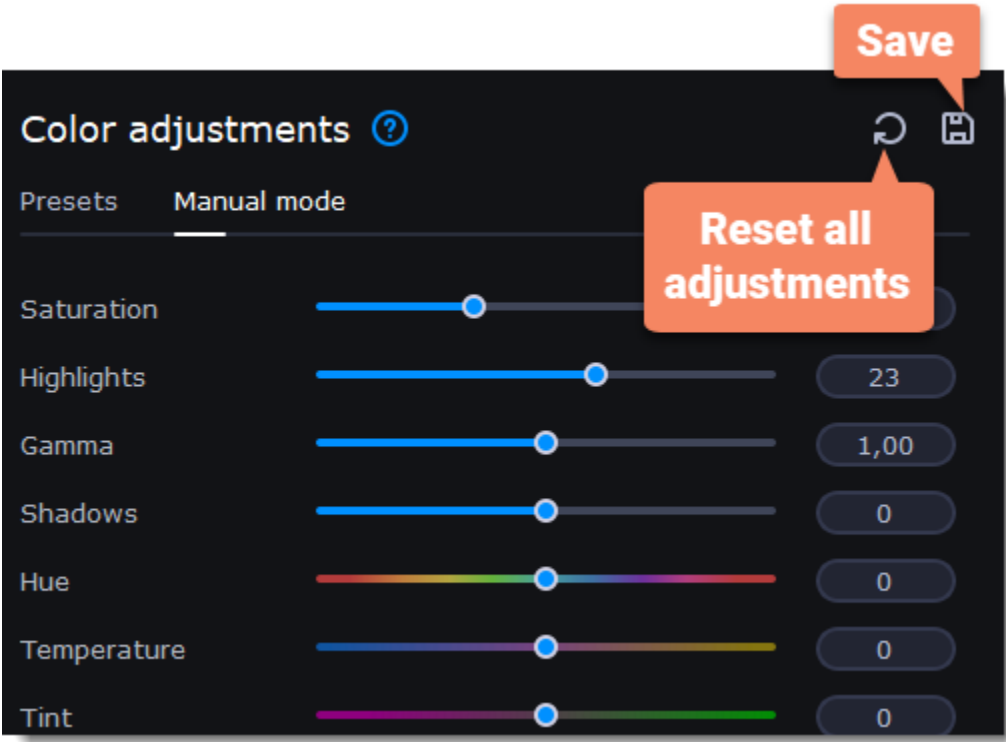 Save
Color adjustments ?
Presets Manual mode
Reset all
adjustments
Saturation
Highlights 23
Gamma 1,00
Shadows 0
Hue 0
Temperature 0
Tint 0